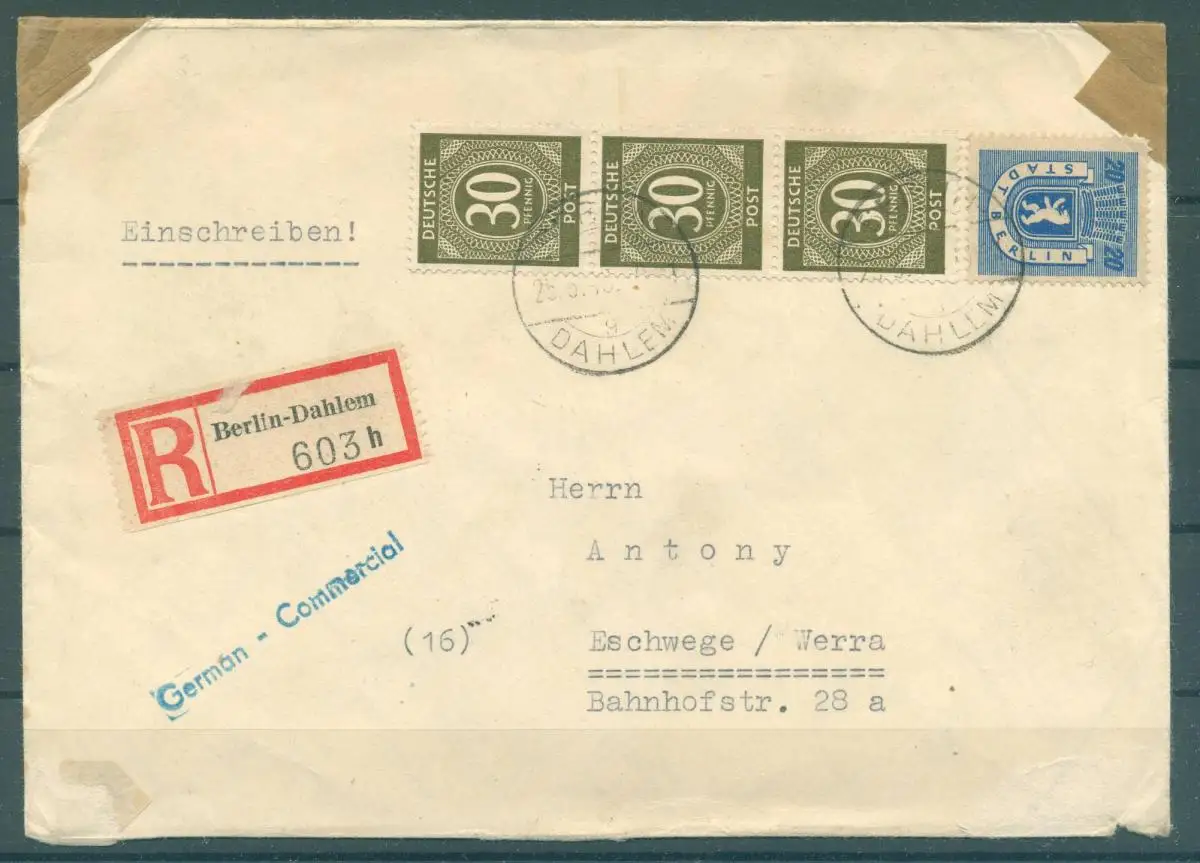 DEUTSCHE
30
PFENNIG
POST
DEUTSCHE
30
PFENNIG
POST
DEUTSCHE
30
PFENNIG
POST
20
STADT BERLIN
20
Einschreiben!
g
DAHLEM
DAHLEM
R
Berlin-Dahlem
603 h
Herrn
Antony
German - Commercial
(16)
Eschwege / Werra
Bahnhofstr. 28 a